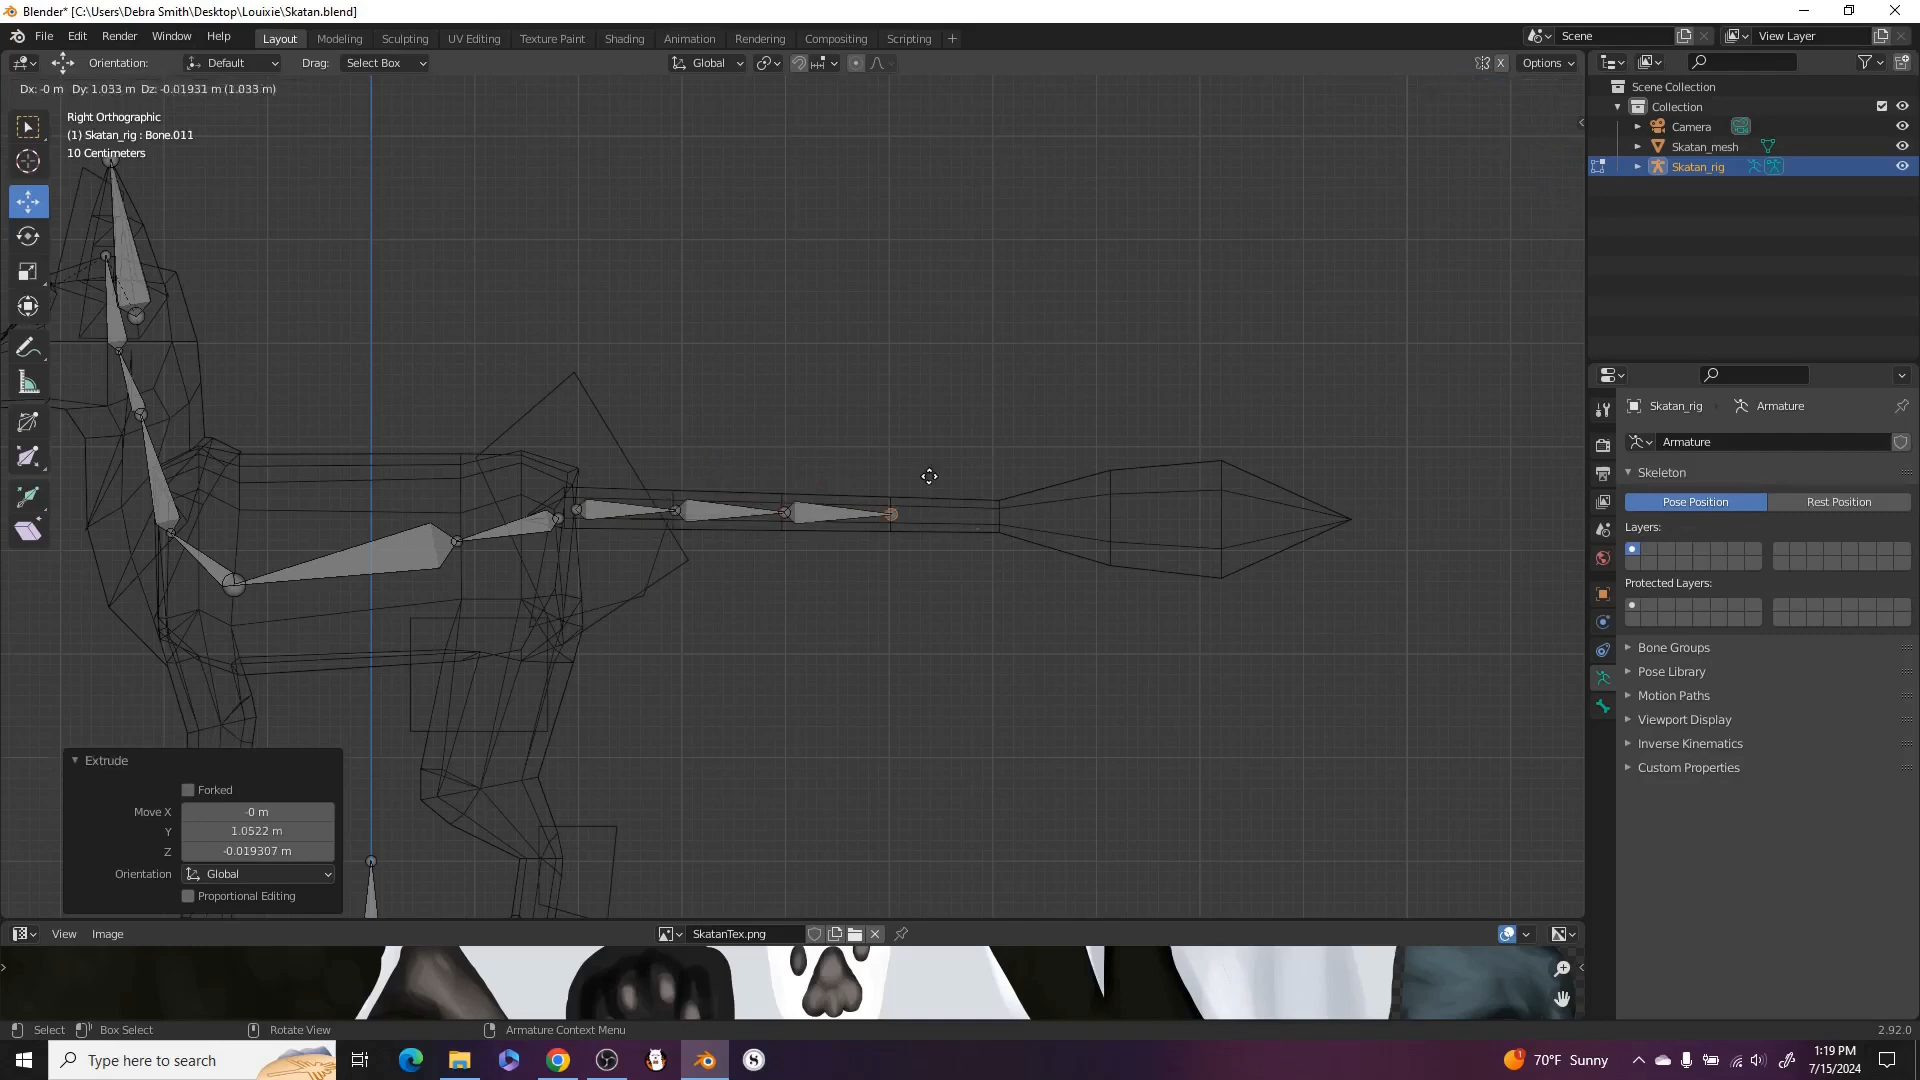 Blender* [C:\Users\Debra Smith\Desktop\Louixie\Skatan.blend]
File Edit Render Window Help Layout Modeling Sculpting UV Editing Texture Paint Shading Animation Rendering Compositing Scripting + Scene View Layer
Orientation: Default Drag: Select Box Global X Options
Dx: -0 m Dy: 1.033 m Dz: -0.01931 m (1.033 m)
Right Orthographic
(1) Skatan_rig : Bone.011
10 Centimeters
Scene Collection
Collection
Camera
Skatan_mesh
Skatan_rig
Skatan_rig Armature
Armature
Skeleton
Pose Position Rest Position
Layers:
Protected Layers:
Bone Groups
Pose Library
Motion Paths
Viewport Display
Inverse Kinematics
Custom Properties
Extrude
Forked
Move X -0 m
Y 1.0522 m
Z -0.019307 m
Orientation Global
Proportional Editing
View Image SkatanTex.png
Select Box Select Rotate View Armature Context Menu 2.92.0
Type here to search 70°F Sunny 1:19 PM
7/15/2024